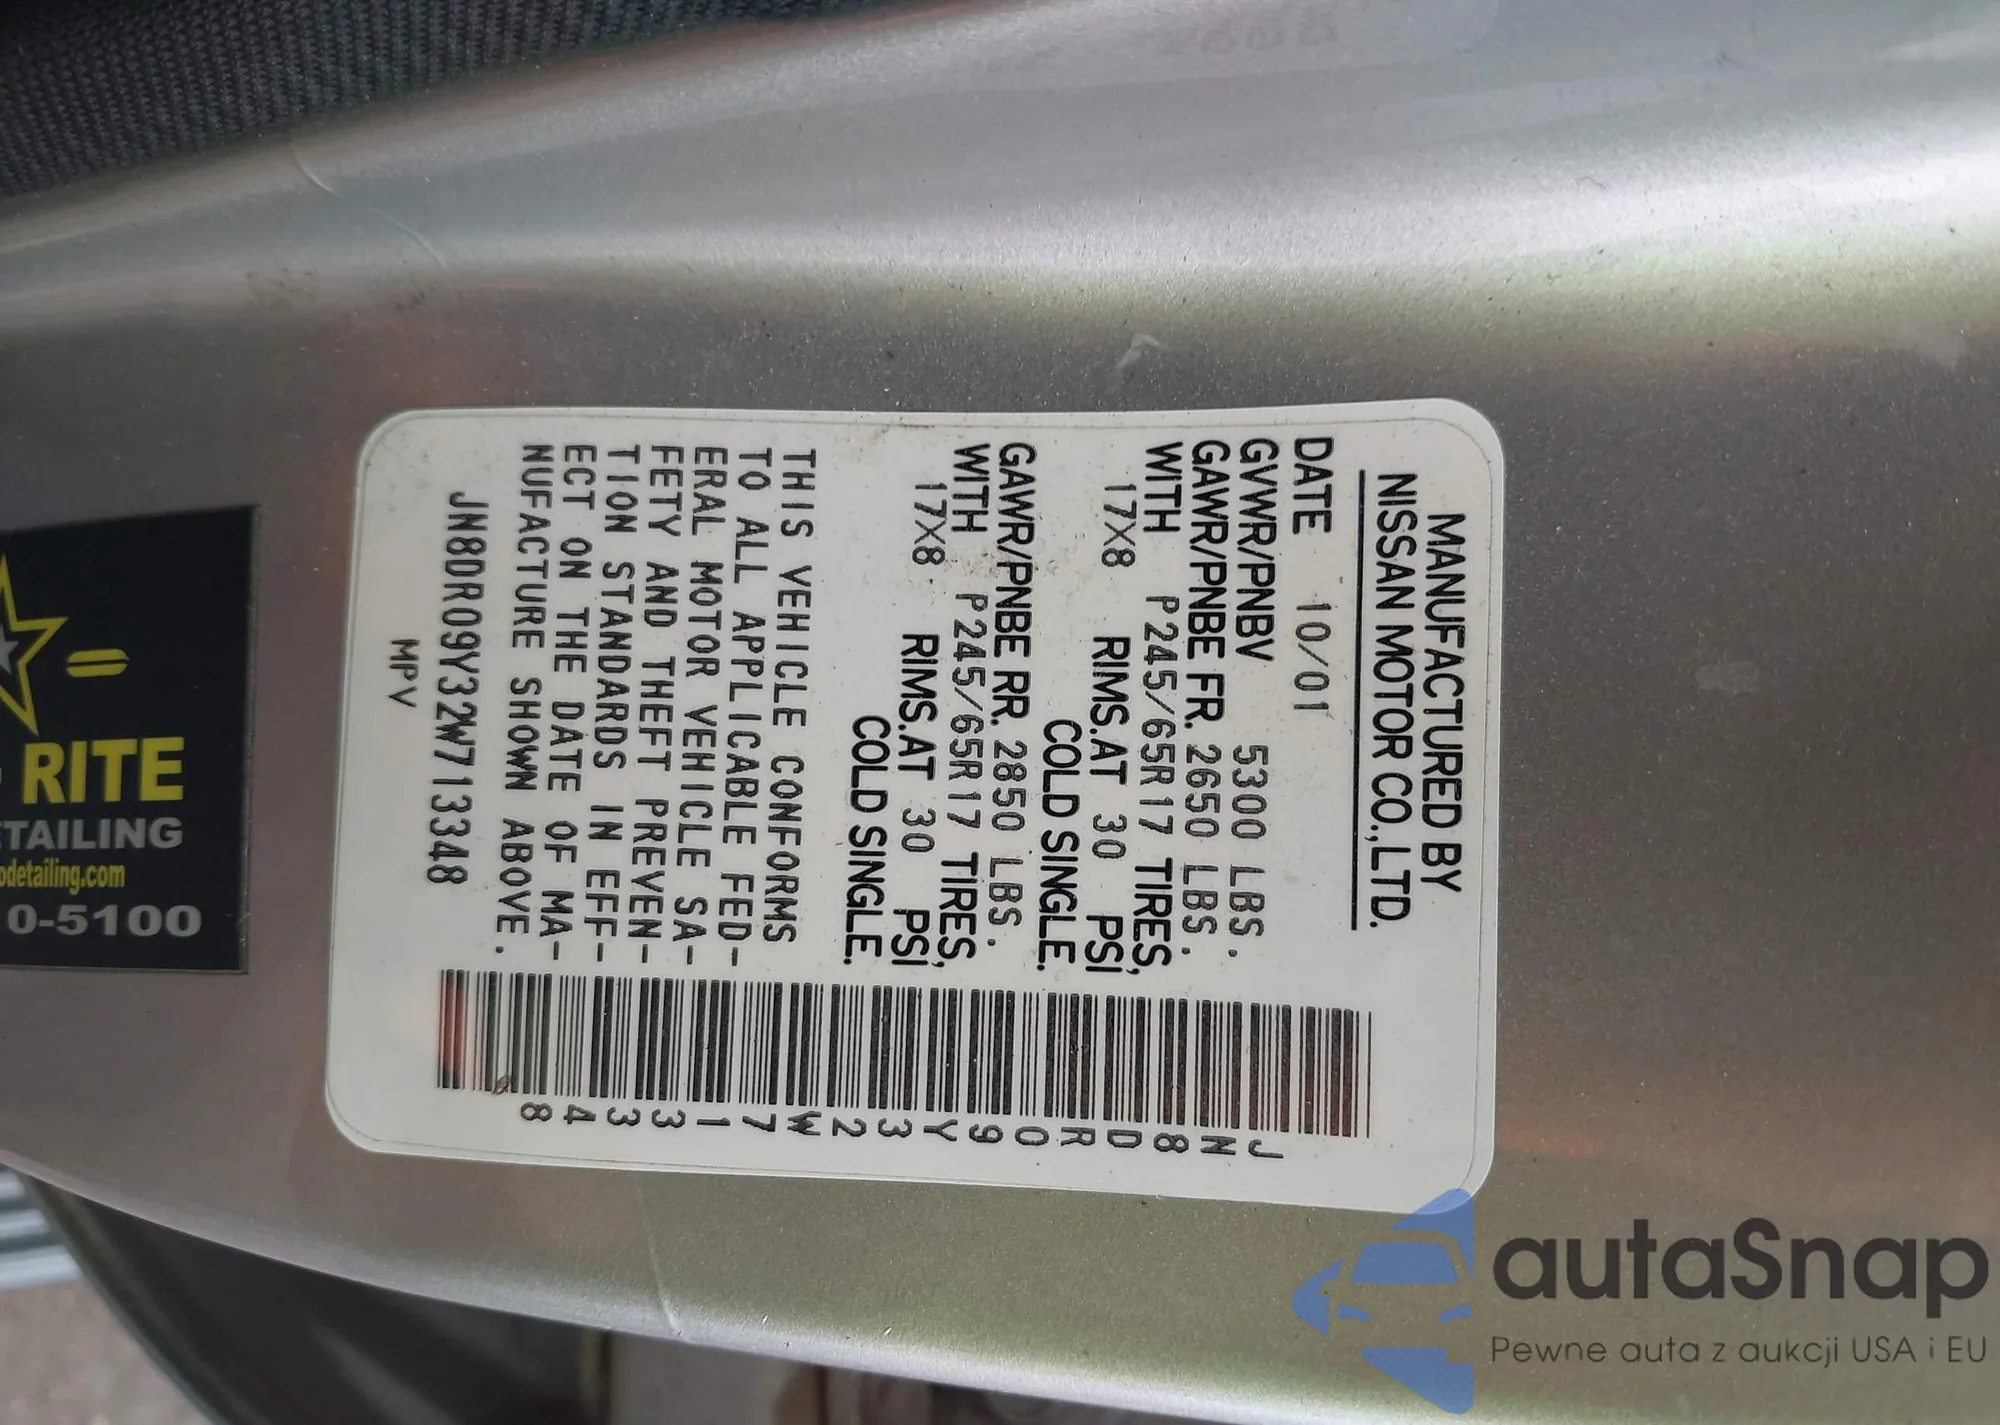 MANUFACTURED BY
NISSAN MOTOR CO.,LTD.
DATE 10/01
GVWR/PNBV 5300 LBS.
GAWR/PNBE FR. 2650 LBS.
WITH P245/65R17 TIRES,
17X8 RIMS.AT 30 PSI
COLD SINGLE.
GAWR/PNBE RR. 2850 LBS.
WITH P245/65R17 TIRES,
17X8 RIMS.AT 30 PSI
COLD SINGLE.
THIS VEHICLE CONFORMS
TO ALL APPLICABLE FED-
ERAL MOTOR VEHICLE SA-
FETY AND THEFT PREVEN-
TION STANDARDS IN EFF-
ECT ON THE DATE OF MA-
NUFACTURE SHOWN ABOVE.
JN8DR09Y32W713348
MPV
JN8DR09Y32W713348
RITE
ETAILING
odetailing.com
0-5100
autaSnap
Pewne auta z aukcji USA i EU